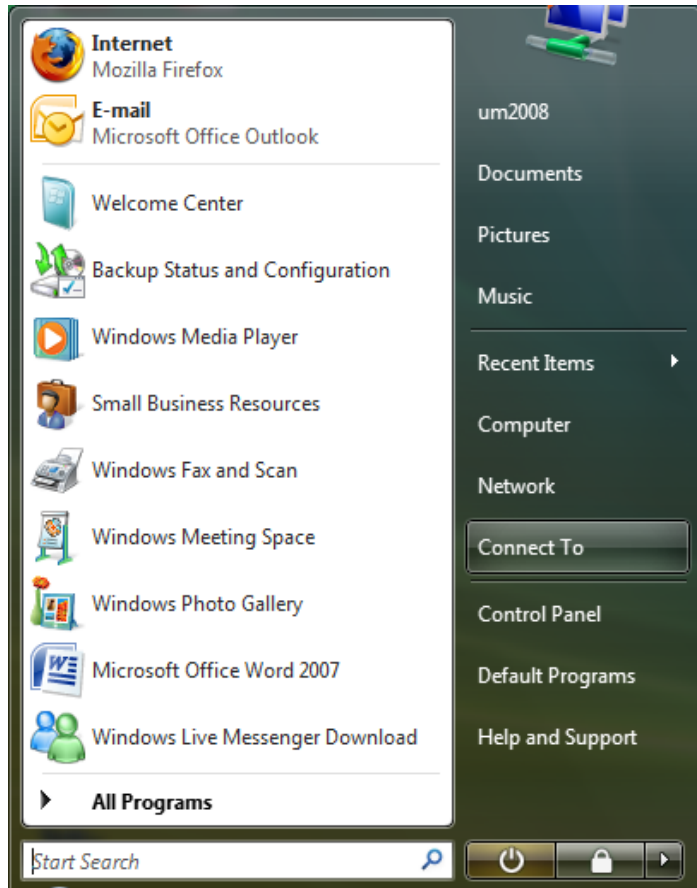 Internet
Mozilla Firefox
E-mail
Microsoft Office Outlook
Welcome Center
Backup Status and Configuration
Windows Media Player
Small Business Resources
Windows Fax and Scan
Windows Meeting Space
Windows Photo Gallery
Microsoft Office Word 2007
Windows Live Messenger Download
All Programs
Start Search
um2008
Documents
Pictures
Music
Recent Items
Computer
Network
Connect To
Control Panel
Default Programs
Help and Support